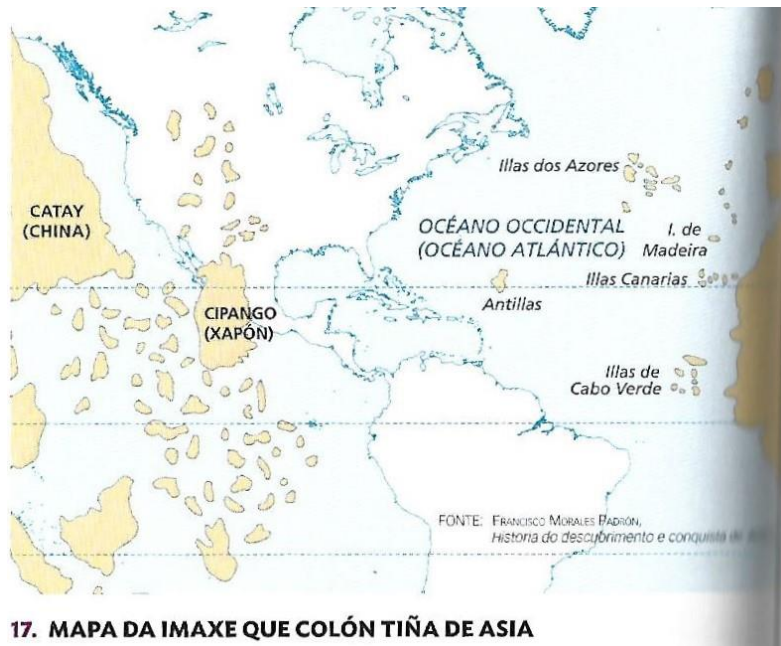 Illas dos Azores
CATAY
(CHINA)
OCÉANO OCCIDENTAL
(OCÉANO ATLÁNTICO)
I. de
Madeira
Illas Canarias
Antillas
CIPANGO
(XAPÓN)
Illas de
Cabo Verde
FONTE: FRANCISCO MORALES PADRÓN,
Historia do descubrimento e conquista de
17. MAPA DA IMAXE QUE COLÓN TIÑA DE ASIA